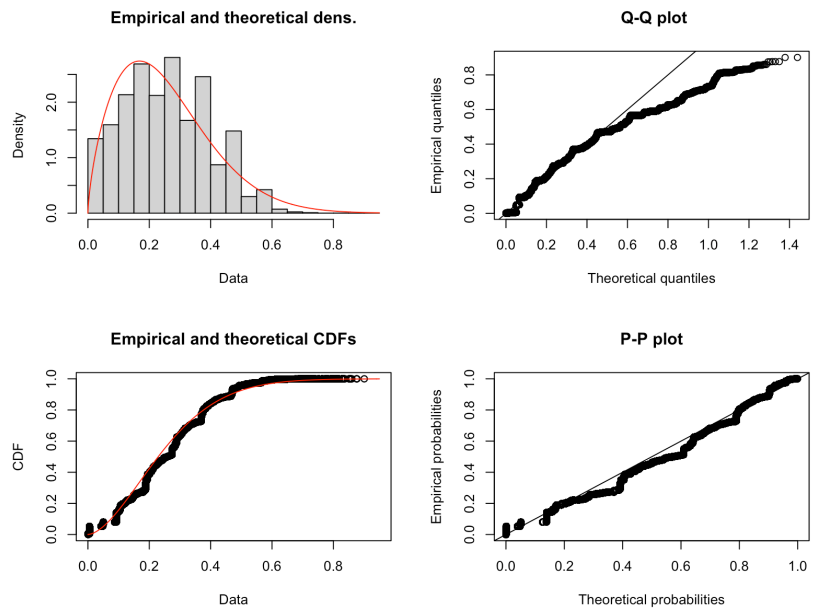 Empirical and theoretical dens.
Density
0.0
1.0
2.0
0.0 0.2 0.4 0.6 0.8
Data
Q-Q plot
Empirical quantiles
0.0 0.2 0.4 0.6 0.8
0.0 0.2 0.4 0.6 0.8 1.0 1.2 1.4
Theoretical quantiles
Empirical and theoretical CDFs
CDF
0.0 0.2 0.4 0.6 0.8 1.0
0.0 0.2 0.4 0.6 0.8
Data
P-P plot
Empirical probabilities
0.0 0.2 0.4 0.6 0.8 1.0
0.0 0.2 0.4 0.6 0.8 1.0
Theoretical probabilities